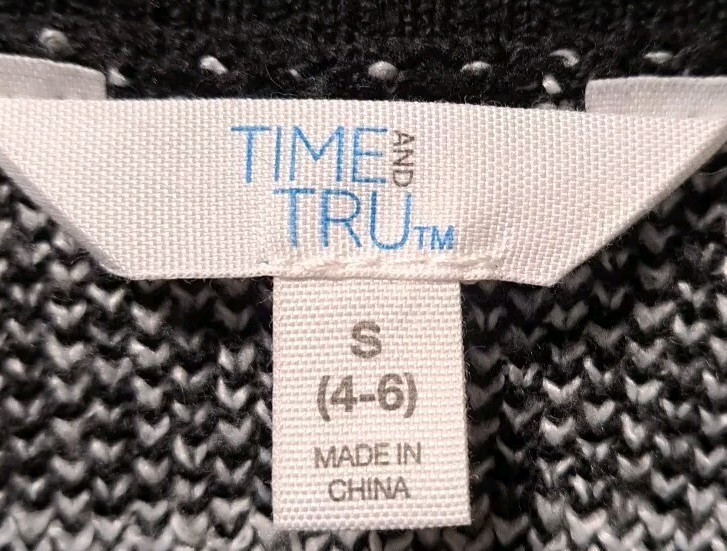 TIME AND
TRU™
S
(4-6)
MADE IN
CHINA